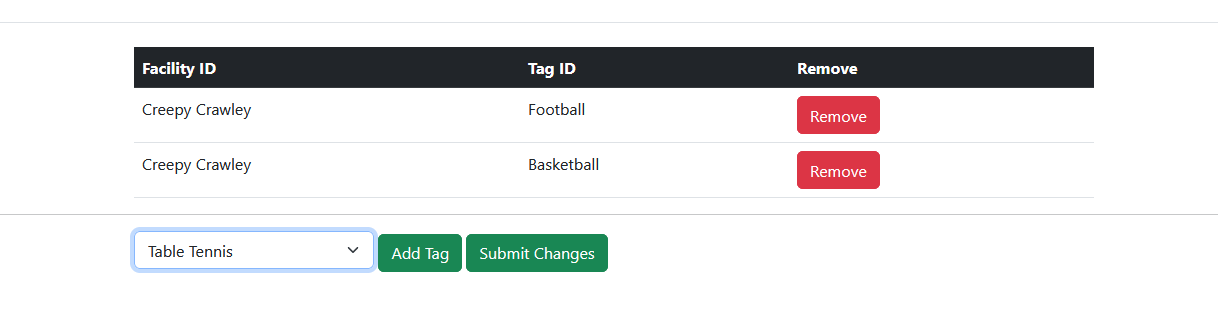 Facility ID Tag ID Remove
Creepy Crawley Football Remove
Creepy Crawley Basketball Remove
Table Tennis Add Tag Submit Changes